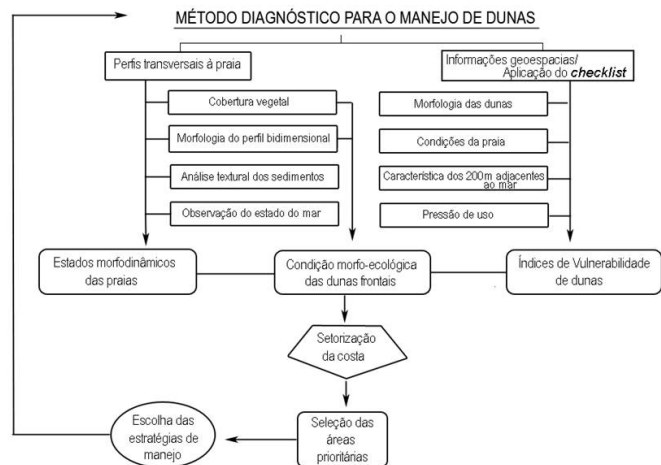 MÉTODO DIAGNÓSTICO PARA O MANEJO DE DUNAS
Perfis transversais à praia
Informações geoespacias/
Aplicação do checklist
Cobertura vegetal
Morfologia do perfil bidimensional
Análise textural dos sedimentos
Observação do estado do mar
Morfologia das dunas
Condições da praia
Característica dos 200m adjacentes
ao mar
Pressão de uso
Estados morfodinâmicos
das praias
Condição morfo-ecológica
das dunas frontais
Índices de Vulnerabilidade
de dunas
Setorização
da costa
Seleção das
áreas
prioritárias
Escolha das
estratégias de
manejo